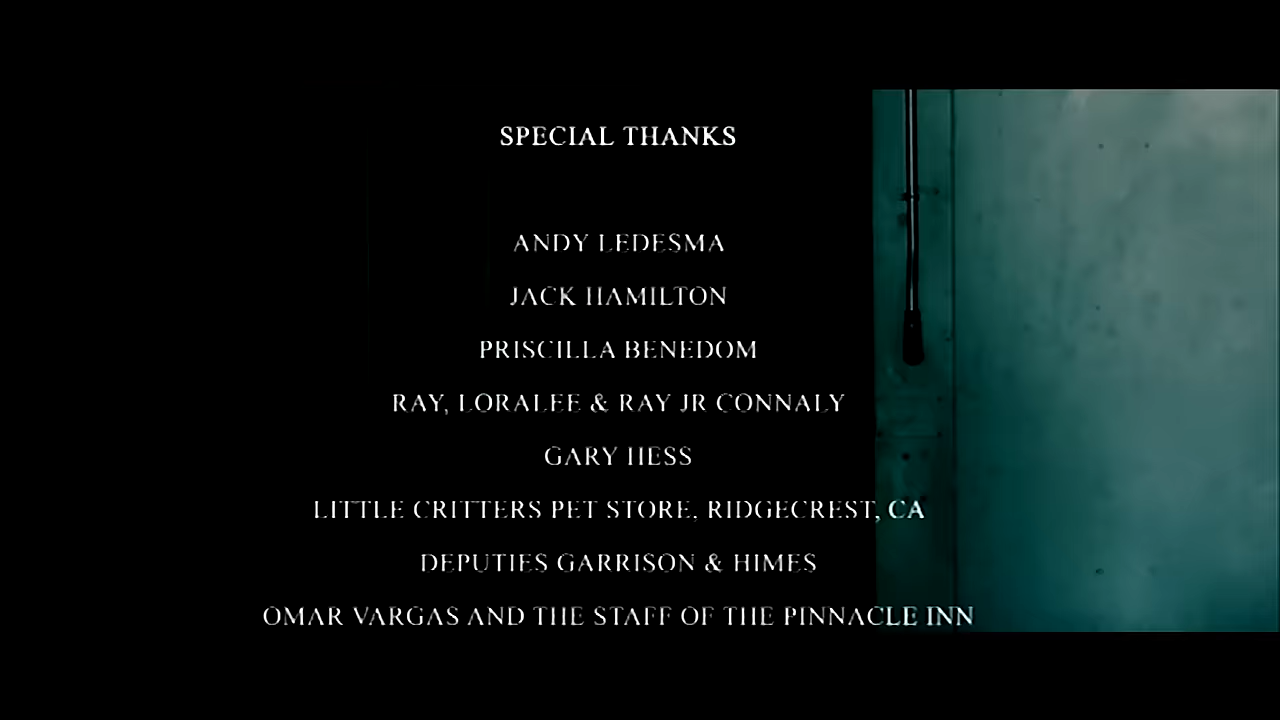 SPECIAL THANKS
ANDY LEDESMA
JACK HAMILTON
PRISCILLA BENEDOM
RAY, LORALEE & RAY JR CONNALY
GARY HESS
LITTLE CRITTERS PET STORE, RIDGECREST, CA
DEPUTIES GARRISON & HIMES
OMAR VARGAS AND THE STAFF OF THE PINNACLE INN